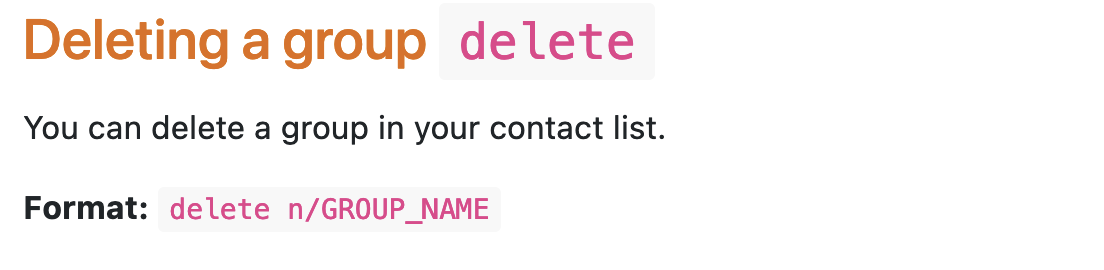 Deleting a group delete
You can delete a group in your contact list.
Format: delete n/GROUP_NAME